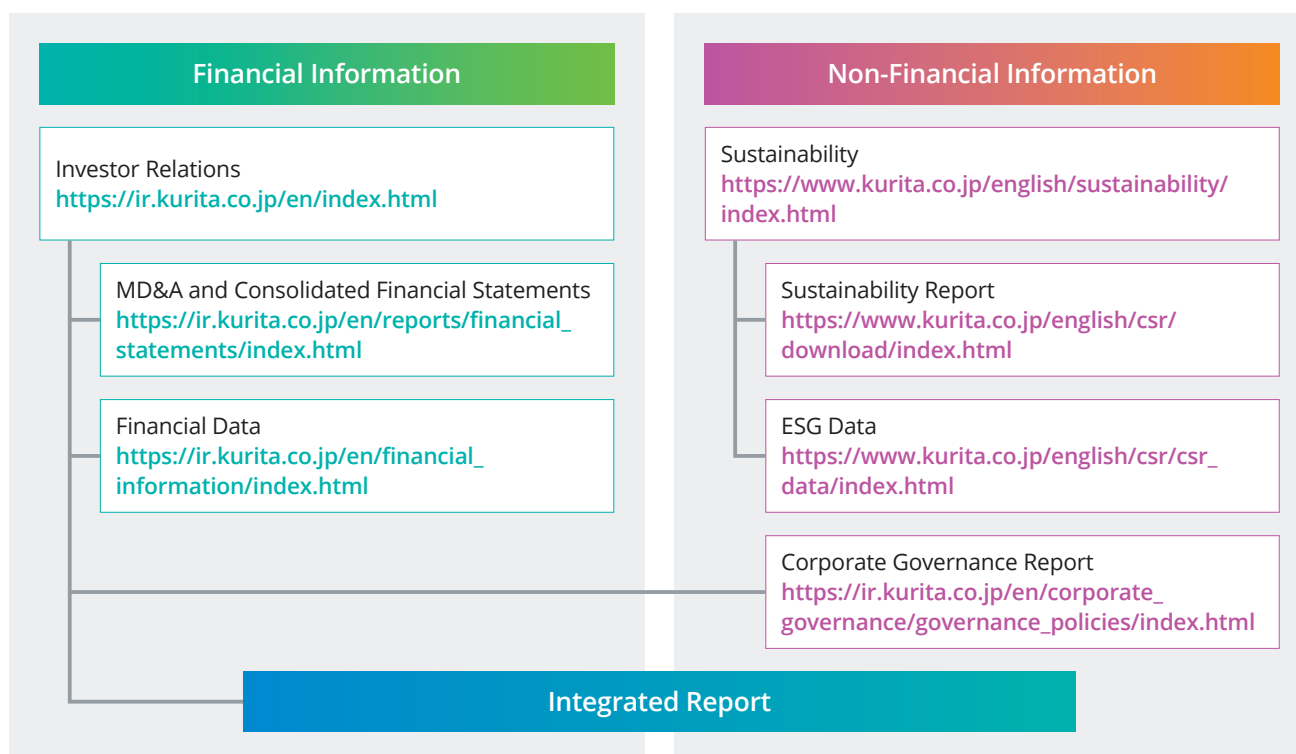 Financial Information
Investor Relations
https://ir.kurita.co.jp/en/index.html
MD&A and Consolidated Financial Statements
https://ir.kurita.co.jp/en/reports/financial_
statements/index.html
Financial Data
https://ir.kurita.co.jp/en/financial_
information/index.html
Non-Financial Information
Sustainability
https://www.kurita.co.jp/english/sustainability/
index.html
Sustainability Report
https://www.kurita.co.jp/english/csr/
download/index.html
ESG Data
https://www.kurita.co.jp/english/csr/csr_
data/index.html
Corporate Governance Report
https://ir.kurita.co.jp/en/corporate_
governance/governance_policies/index.html
Integrated Report